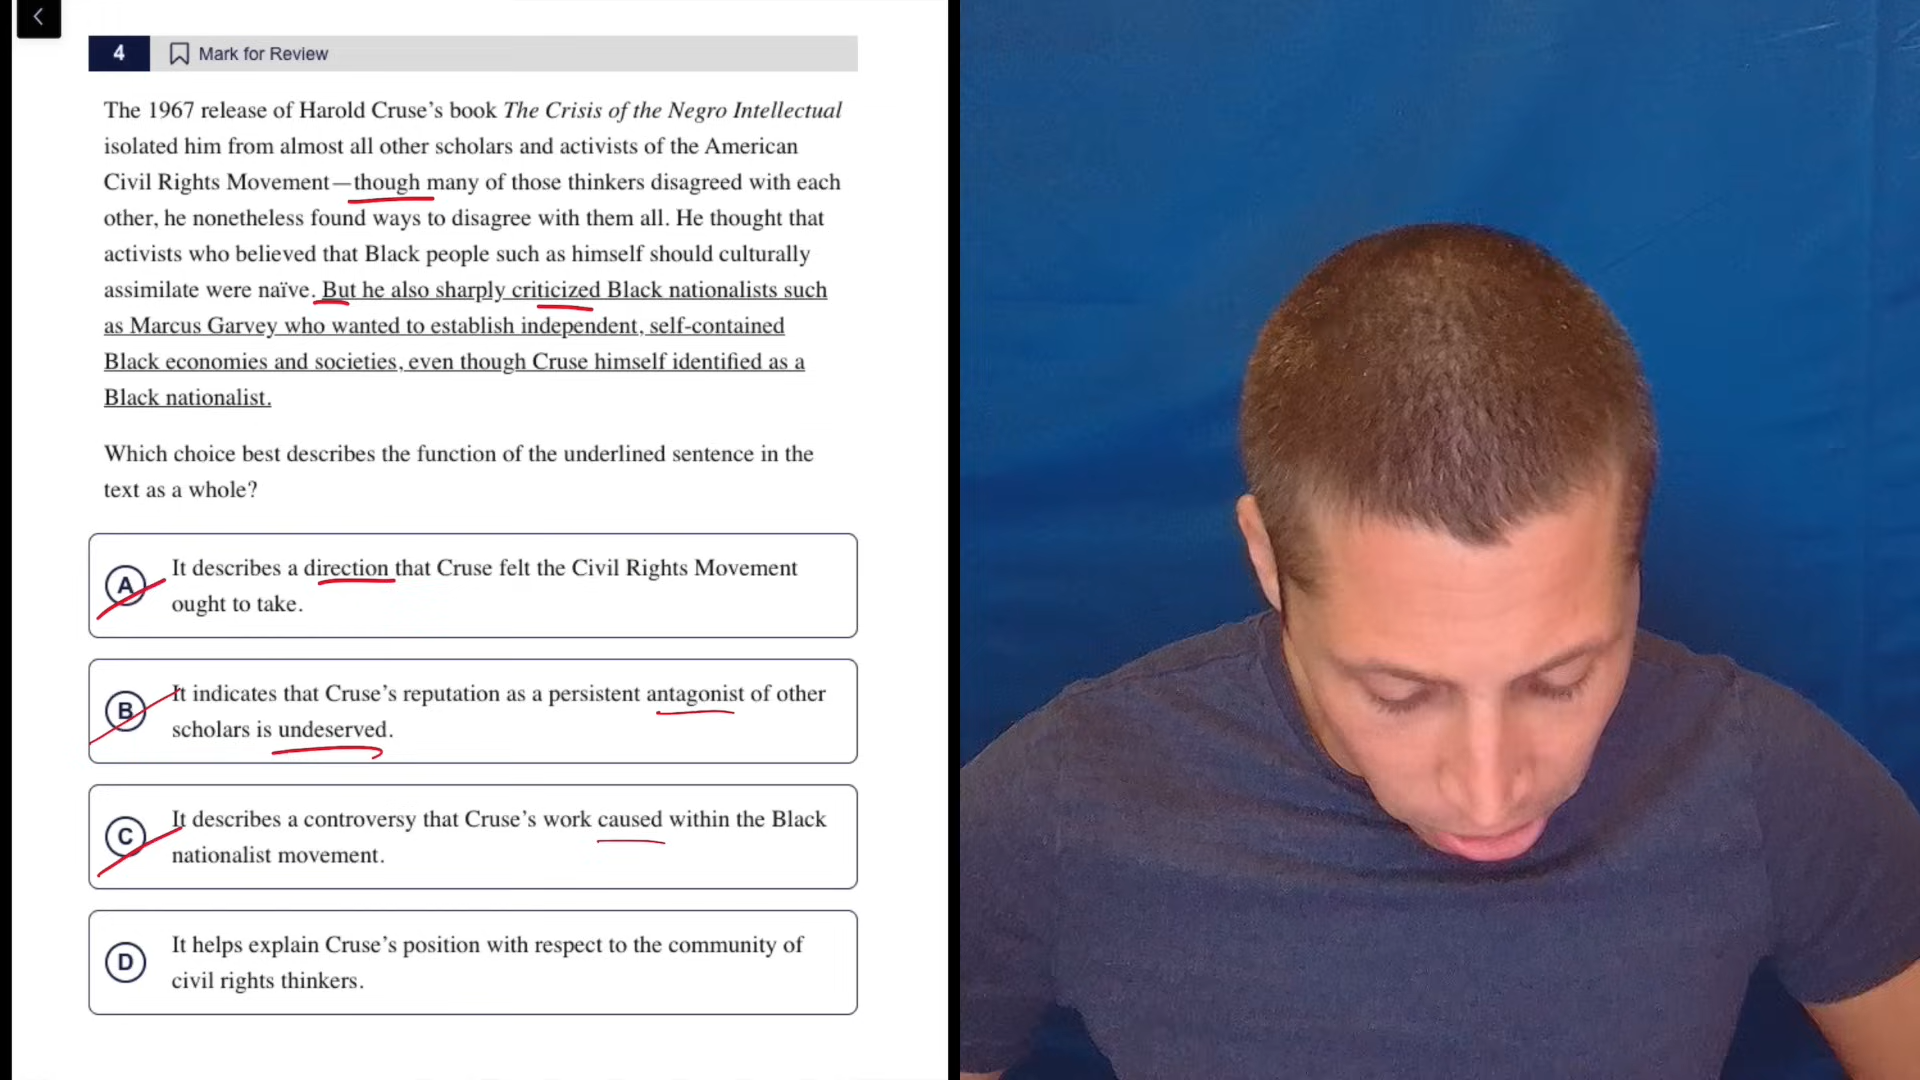 4 Mark for Review
The 1967 release of Harold Cruse’s book The Crisis of the Negro Intellectual
isolated him from almost all other scholars and activists of the American
Civil Rights Movement—though many of those thinkers disagreed with each
other, he nonetheless found ways to disagree with them all. He thought that
activists who believed that Black people such as himself should culturally
assimilate were naïve. But he also sharply criticized Black nationalists such
as Marcus Garvey who wanted to establish independent, self-contained
Black economies and societies, even though Cruse himself identified as a
Black nationalist.
Which choice best describes the function of the underlined sentence in the
text as a whole?
A It describes a direction that Cruse felt the Civil Rights Movement
ought to take.
B It indicates that Cruse’s reputation as a persistent antagonist of other
scholars is undeserved.
C It describes a controversy that Cruse’s work caused within the Black
nationalist movement.
D It helps explain Cruse’s position with respect to the community of
civil rights thinkers.